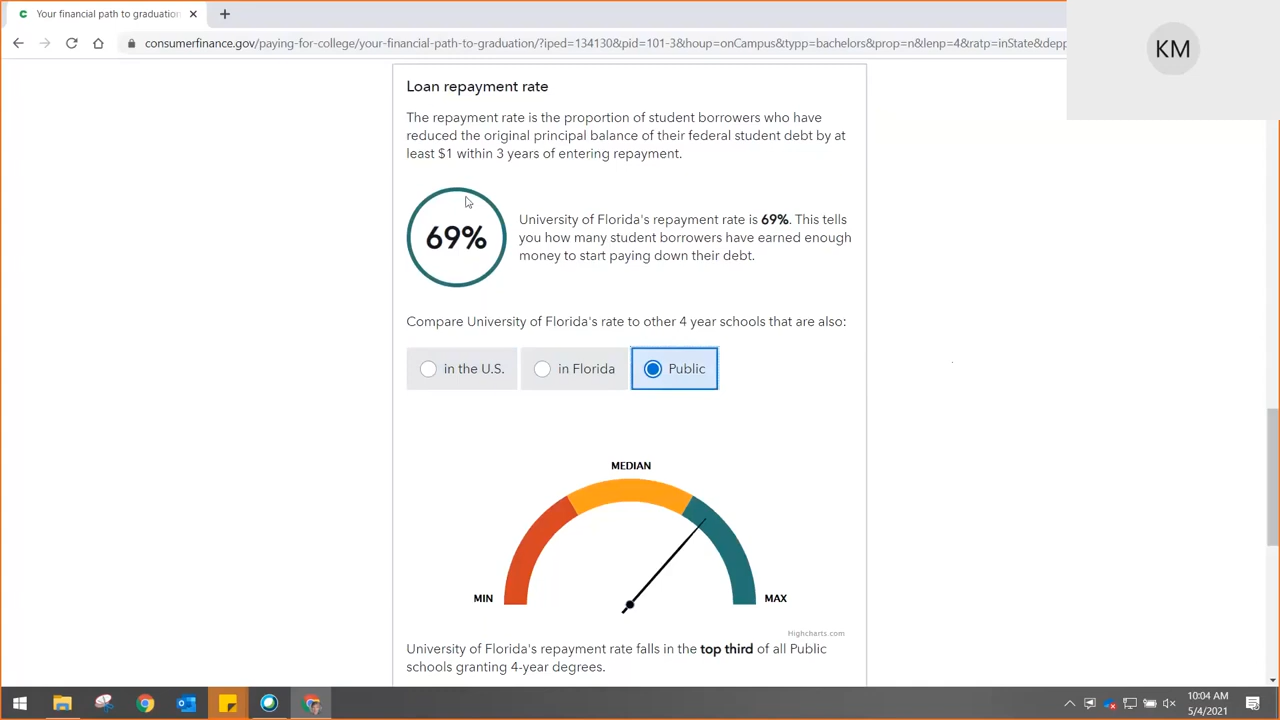 Your financial path to graduation
KM
consumerfinance.gov/paying-for-college/your-financial-path-to-graduation/?iped=134130&pid=101-3&houp=onCampus&typp=bachelors&prop=n&lenp=4&ratp=inState&depp
Loan repayment rate
The repayment rate is the proportion of student borrowers who have
reduced the original principal balance of their federal student debt by at
least $1 within 3 years of entering repayment.
69%
University of Florida's repayment rate is 69%. This tells
you how many student borrowers have earned enough
money to start paying down their debt.
Compare University of Florida's rate to other 4 year schools that are also:
in the U.S.
in Florida
Public
MEDIAN
MIN
MAX
Highcharts.com
University of Florida's repayment rate falls in the top third of all Public
schools granting 4-year degrees.
10:04 AM
5/4/2021